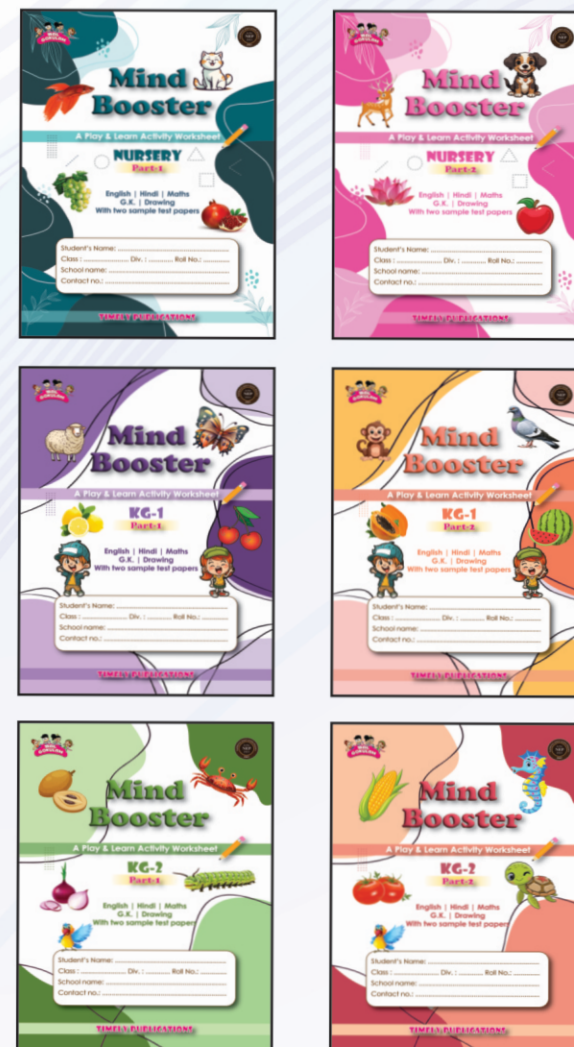 Mind
Booster
A Play & Learn Activity Worksheet
NURSERY
Part-1
English | Hindi | Maths
G.K. | Drawing
With two sample test papers
Student's Name:
Class : Div. : Roll No.:
School name:
Contact no.:
TIMELY PUBLICATIONS
Mind
Booster
A Play & Learn Activity Worksheet
NURSERY
Part-2
English | Hindi | Maths
G.K. | Drawing
With two sample test papers
Student's Name:
Class : Div. : Roll No.:
School name:
Contact no.:
TIMELY PUBLICATIONS
Mind
Booster
A Play & Learn Activity Worksheet
KG-1
Part-1
English | Hindi | Maths
G.K. | Drawing
With two sample test papers
Student's Name:
Class : Div. : Roll No.:
School name:
Contact no.:
TIMELY PUBLICATIONS
Mind
Booster
A Play & Learn Activity Worksheet
KG-1
Part-2
English | Hindi | Maths
G.K. | Drawing
With two sample test papers
Student's Name:
Class : Div. : Roll No.:
School name:
Contact no.:
TIMELY PUBLICATIONS
Mind
Booster
A Play & Learn Activity Worksheet
KG-2
Part-1
English | Hindi | Maths
G.K. | Drawing
With two sample test papers
Student's Name:
Class : Div. : Roll No.:
School name:
Contact no.:
TIMELY PUBLICATIONS
Mind
Booster
A Play & Learn Activity Worksheet
KG-2
Part-2
English | Hindi | Maths
G.K. | Drawing
With two sample test papers
Student's Name:
Class : Div. : Roll No.:
School name:
Contact no.:
TIMELY PUBLICATIONS